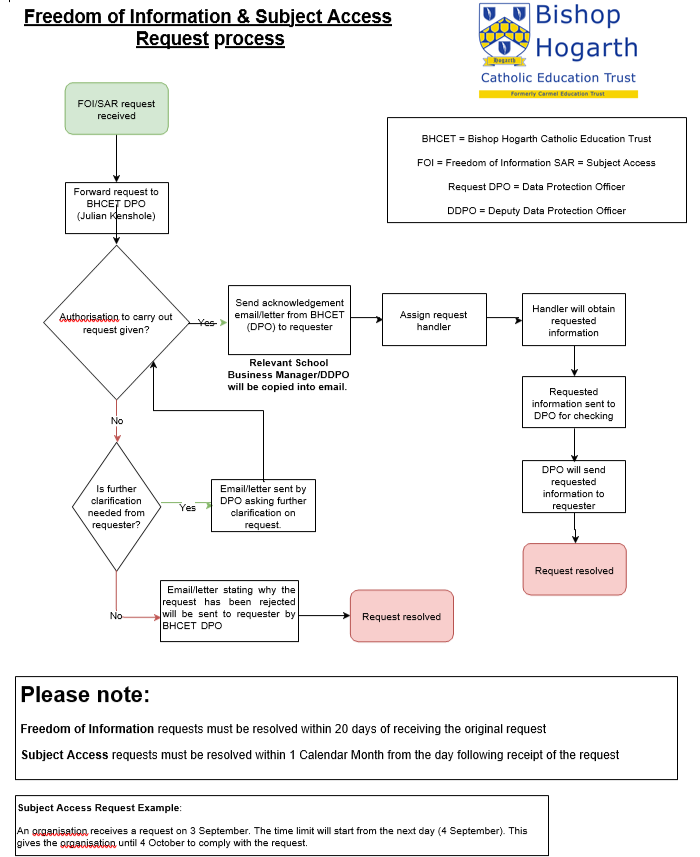 Freedom of Information & Subject Access
Request process
Bishop
Hogarth
Hogarth
Catholic Education Trust
Formerly Carmel Education Trust
FOI/SAR request
received
BHCET = Bishop Hogarth Catholic Education Trust
FOI = Freedom of Information SAR = Subject Access
Request DPO = Data Protection Officer
DDPO = Deputy Data Protection Officer
Forward request to
BHCET DPO
(Julian Kenshole)
Authorisation to carry out
request given?
Yes
Send acknowledgement
email/letter from BHCET
(DPO) to requester
Relevant School
Business Manager/DDPO
will be copied into email.
Assign request
handler
Handler will obtain
requested
information
Requested
information sent to
DPO for checking
DPO will send
requested
information to
requester
Request resolved
No
Is further
clarification
needed from
requester?
Yes
Email/letter sent by
DPO asking further
clarification on
request.
No
Email/letter stating why the
request has been rejected
will be sent to requester by
BHCET DPO
Request resolved
Please note:
Freedom of Information requests must be resolved within 20 days of receiving the original request
Subject Access requests must be resolved within 1 Calendar Month from the day following receipt of the request
Subject Access Request Example:
An organisation receives a request on 3 September. The time limit will start from the next day (4 September). This
gives the organisation until 4 October to comply with the request.